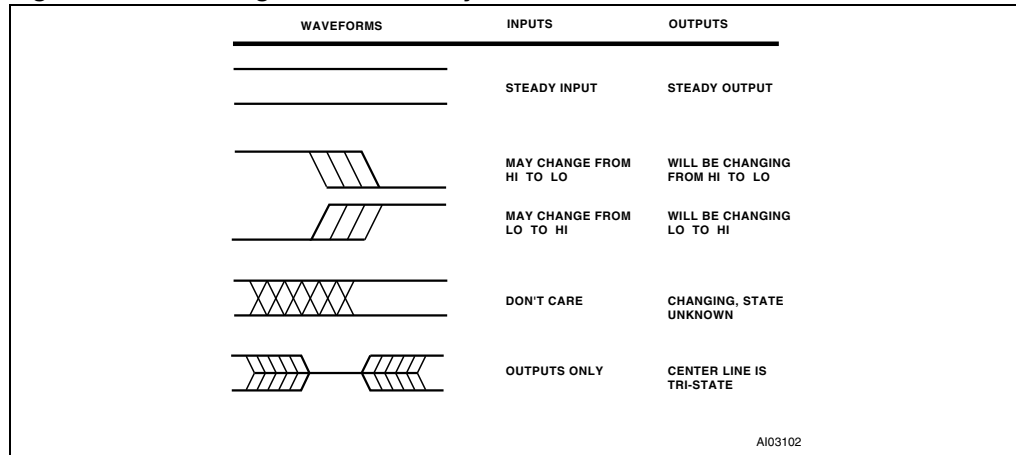 WAVEFORMS INPUTS OUTPUTS
STEADY INPUT STEADY OUTPUT
MAY CHANGE FROM WILL BE CHANGING
HI TO LO FROM HI TO LO
MAY CHANGE FROM WILL BE CHANGING
LO TO HI LO TO HI
DON'T CARE CHANGING, STATE
UNKNOWN
OUTPUTS ONLY CENTER LINE IS
TRI-STATE
AI03102